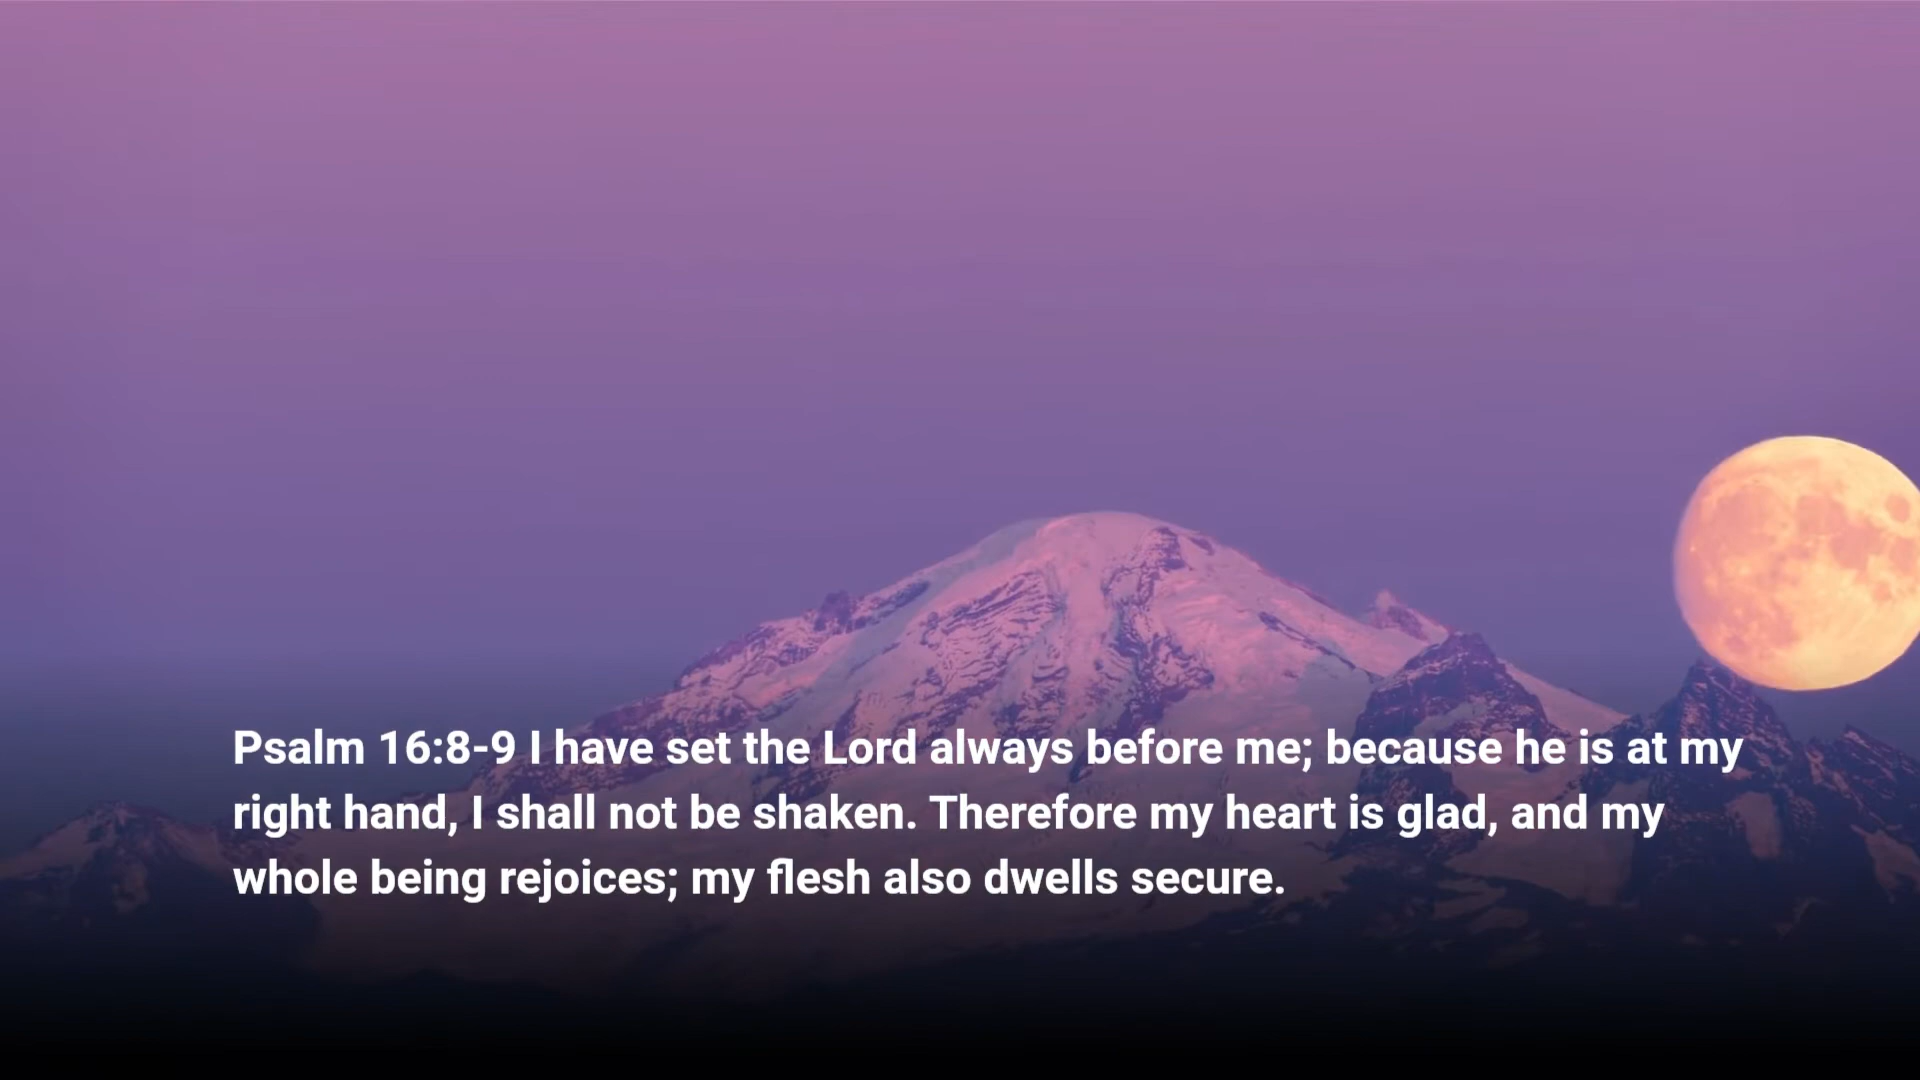 Psalm 16:8-9 I have set the Lord always before me; because he is at my
right hand, I shall not be shaken. Therefore my heart is glad, and my
whole being rejoices; my flesh also dwells secure.